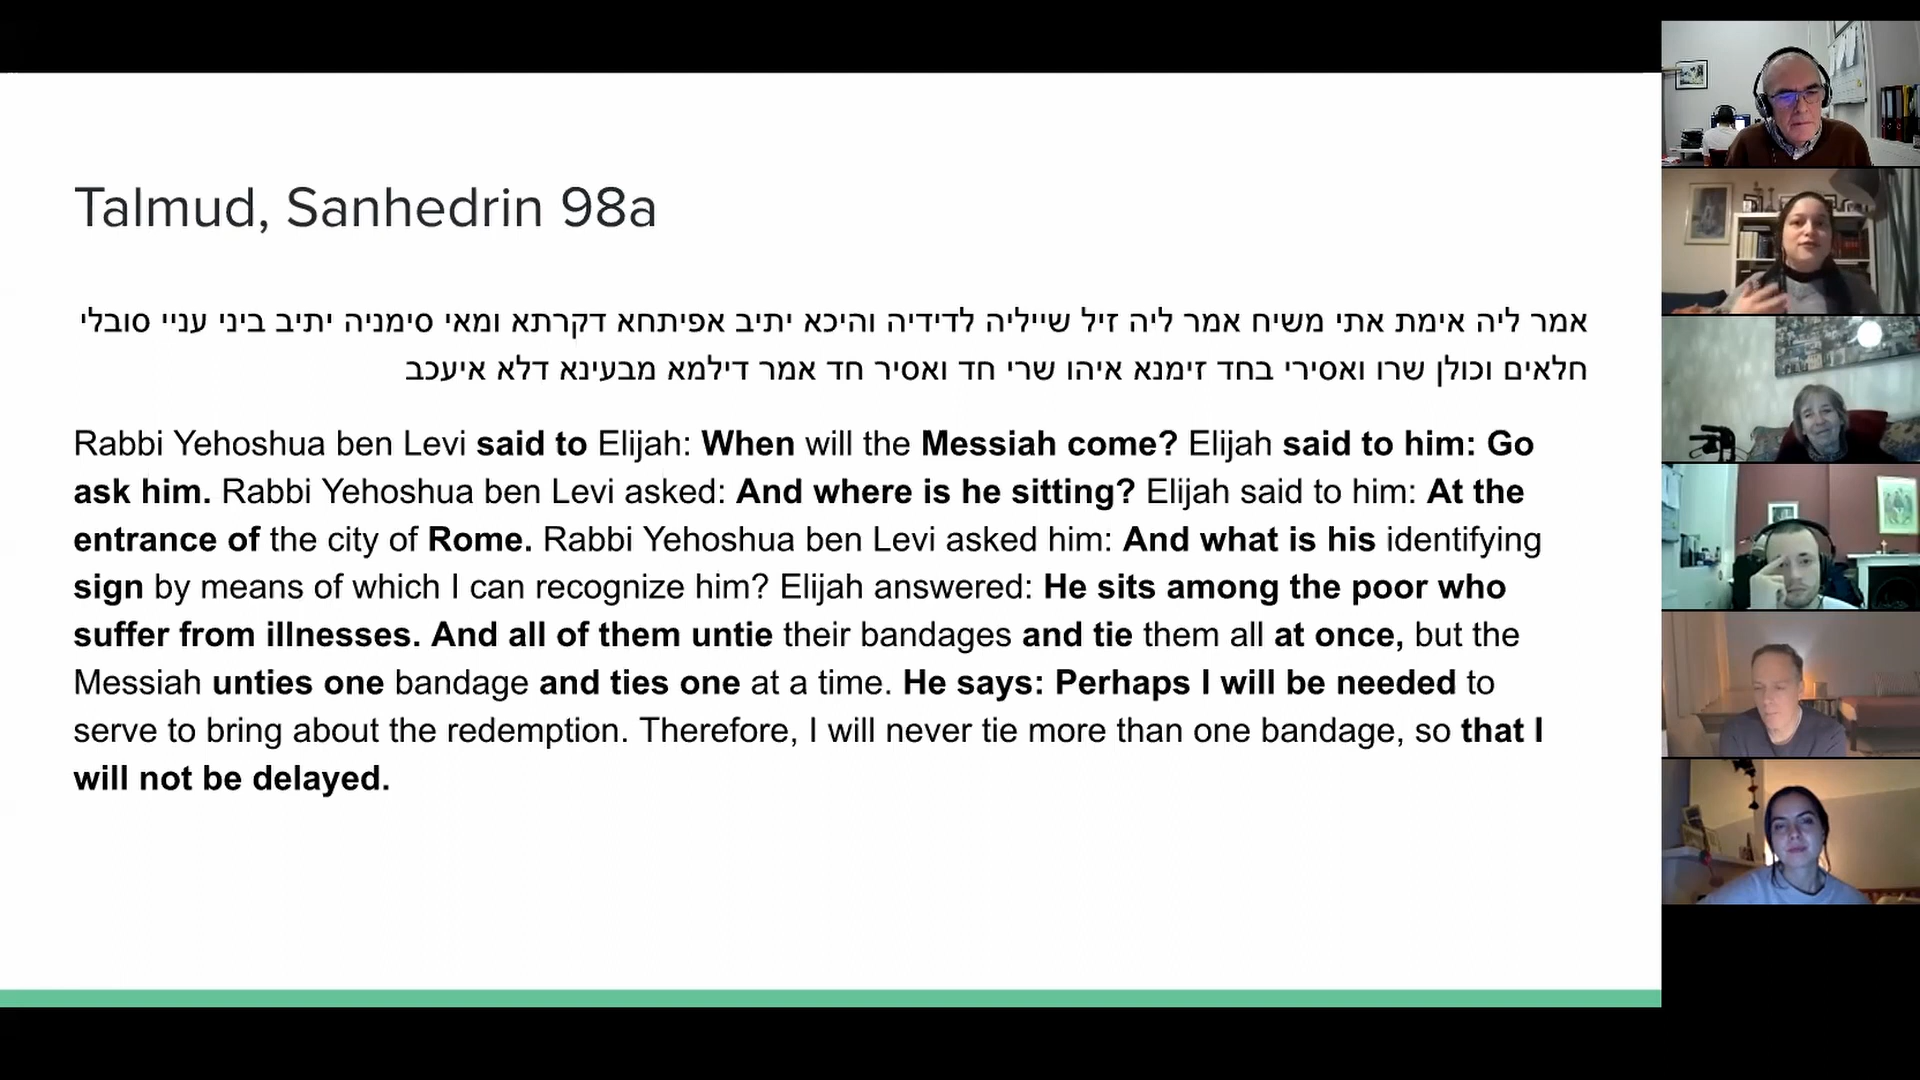 Talmud, Sanhedrin 98a
אמר ליה אימת אתי משיח אמר ליה זיל שייליה לדידיה והיכא יתיב אפיתחא דקרתא ומאי סימניה יתיב ביני עניי סובלי
חלאים וכולן שרו ואסירי בחד זימנא איהו שרי חד ואסיר חד אמר דילמא מבעינא דלא איעכב
Rabbi Yehoshua ben Levi said to Elijah: When will the Messiah come? Elijah said to him: Go
ask him. Rabbi Yehoshua ben Levi asked: And where is he sitting? Elijah said to him: At the
entrance of the city of Rome. Rabbi Yehoshua ben Levi asked him: And what is his identifying
sign by means of which I can recognize him? Elijah answered: He sits among the poor who
suffer from illnesses. And all of them untie their bandages and tie them all at once, but the
Messiah unties one bandage and ties one at a time. He says: Perhaps I will be needed to
serve to bring about the redemption. Therefore, I will never tie more than one bandage, so that I
will not be delayed.